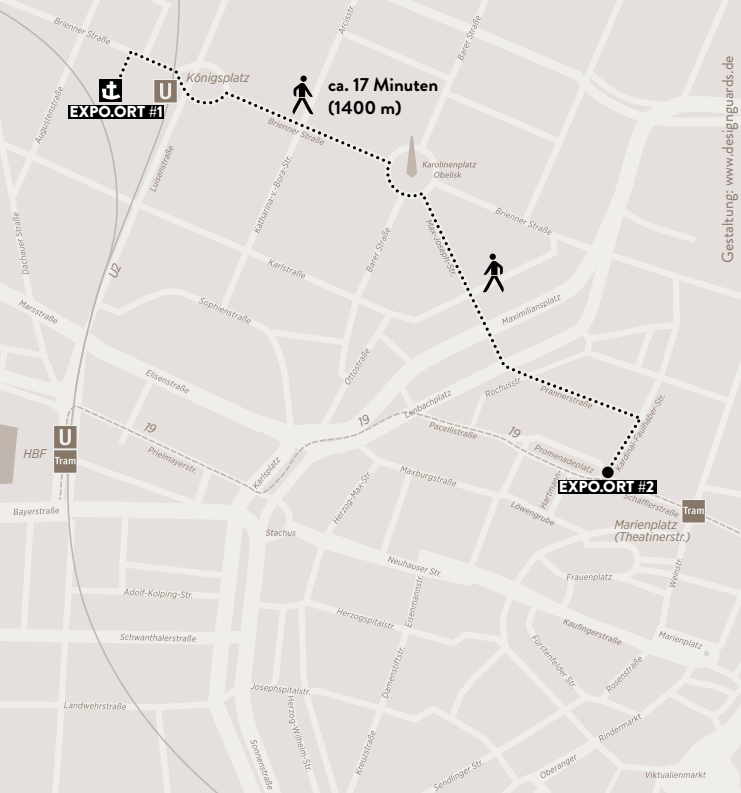 Brienner Str.
Arcisstr.
Barer Str.
Königsplatz
U
ca. 17 Minuten
(1400 m)
EXPO.ORT #1
Augustenstraße
Brienner Straße
Luisenstraße
Karolinenplatz
Obelisk
Katharina-v.-Bora-Str.
Gestaltung: www.designguards.de
Dachauer Straße
Barer Straße
Max-Joseph-Str.
Brienner Straße
U2
Karlstraße
Marsstraße
Sophienstraße
Maximiliansplatz
Ottostraße
Elisenstraße
Rochusstr.
Prannerstraße
Lenbachplatz
Kardinal-Faulhaber-Str.
19
19
19
Pacellistraße
U
HBF
Tram
Prielmayerstr.
Karlsplatz
Promenadeplatz
Maxburgstraße
Herzog-Max-Str.
Hartmann
EXPO.ORT #2
Schäfflerstraße
Tram
Löwengrube
Bayerstraße
Stachus
Marienplatz
(Theatinerstr.)
Neuhauser Str.
Frauenplatz
Weinstr.
Adolf-Kolping-Str.
Eisenmannstr.
Herzogspitalstr.
Kaufingerstraße
Schwanthalerstraße
Marienplatz
Fürstenfelder Str.
Damenstiftstr.
Rosenstraße
Josephspitalstr.
Landwehrstraße
Herzog-Wilhelm-Str.
Rindermarkt
Kreuzstraße
Sonnenstraße
Sendlinger Str.
Oberanger
Viktualienmarkt